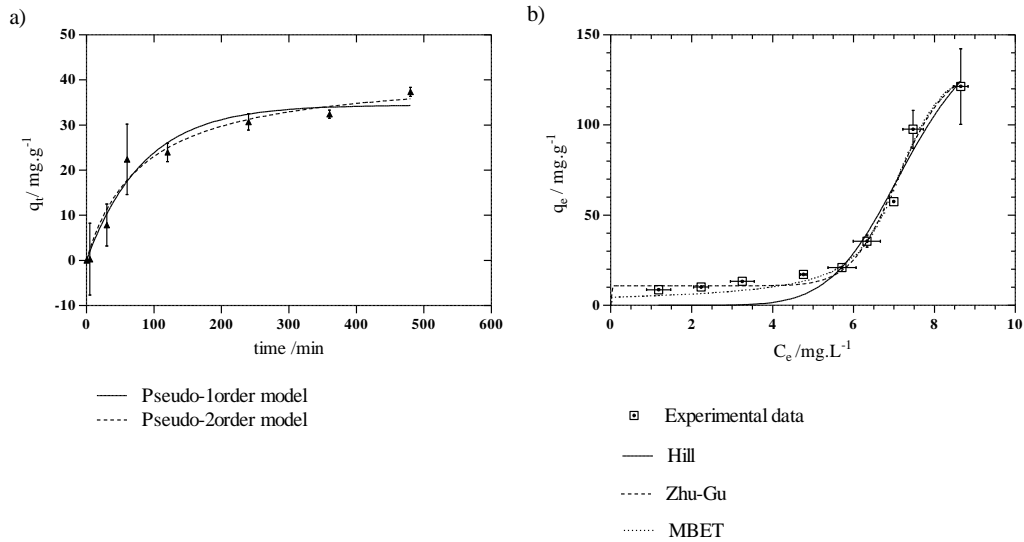 a)
50
40
30
20
10
0
-10
q_t/ mg.g^-1
0 100 200 300 400 500 600
time /min
Pseudo-1order model
Pseudo-2order model
b)
150
100
50
0
q_e / mg.g^-1
0 2 4 6 8 10
C_e /mg.L^-1
Experimental data
Hill
Zhu-Gu
MBET